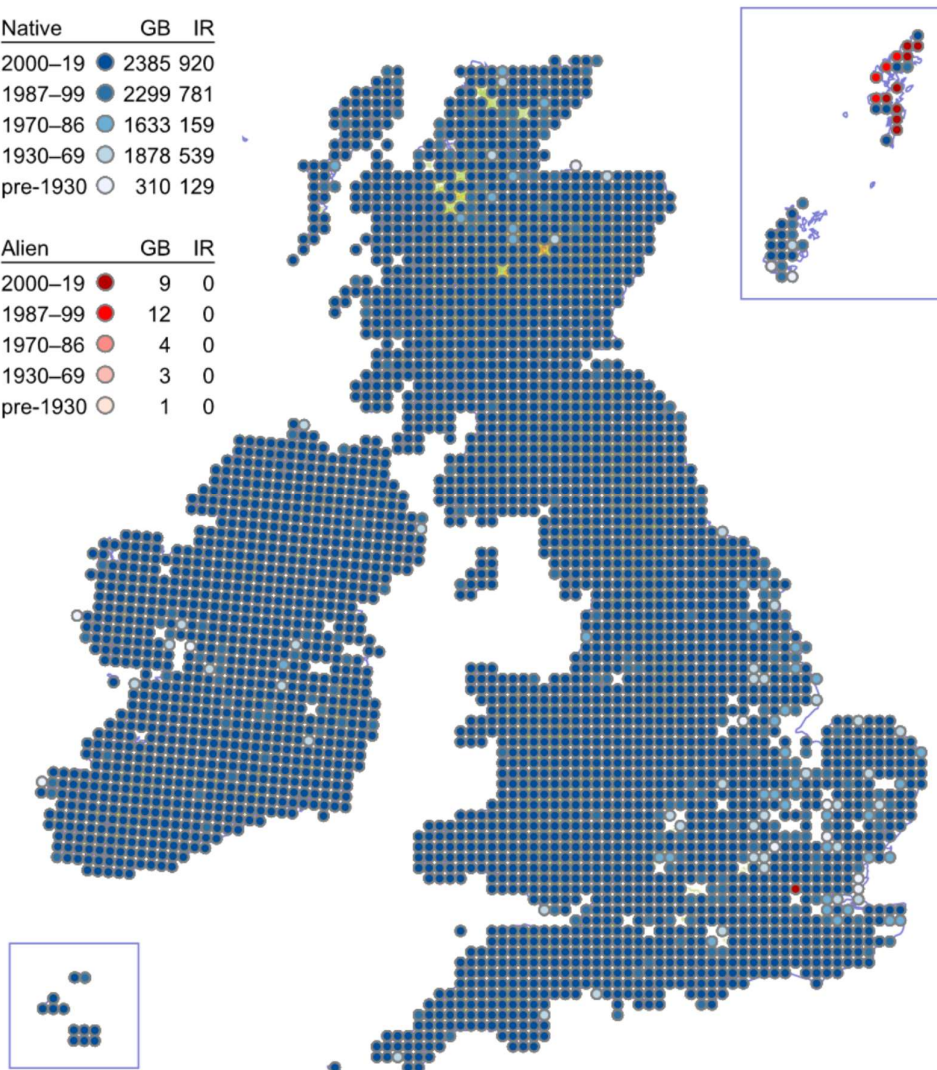 Native GB IR
2000–19 2385 920
1987–99 2299 781
1970–86 1633 159
1930–69 1878 539
pre-1930 310 129
Alien GB IR
2000–19 9 0
1987–99 12 0
1970–86 4 0
1930–69 3 0
pre-1930 1 0